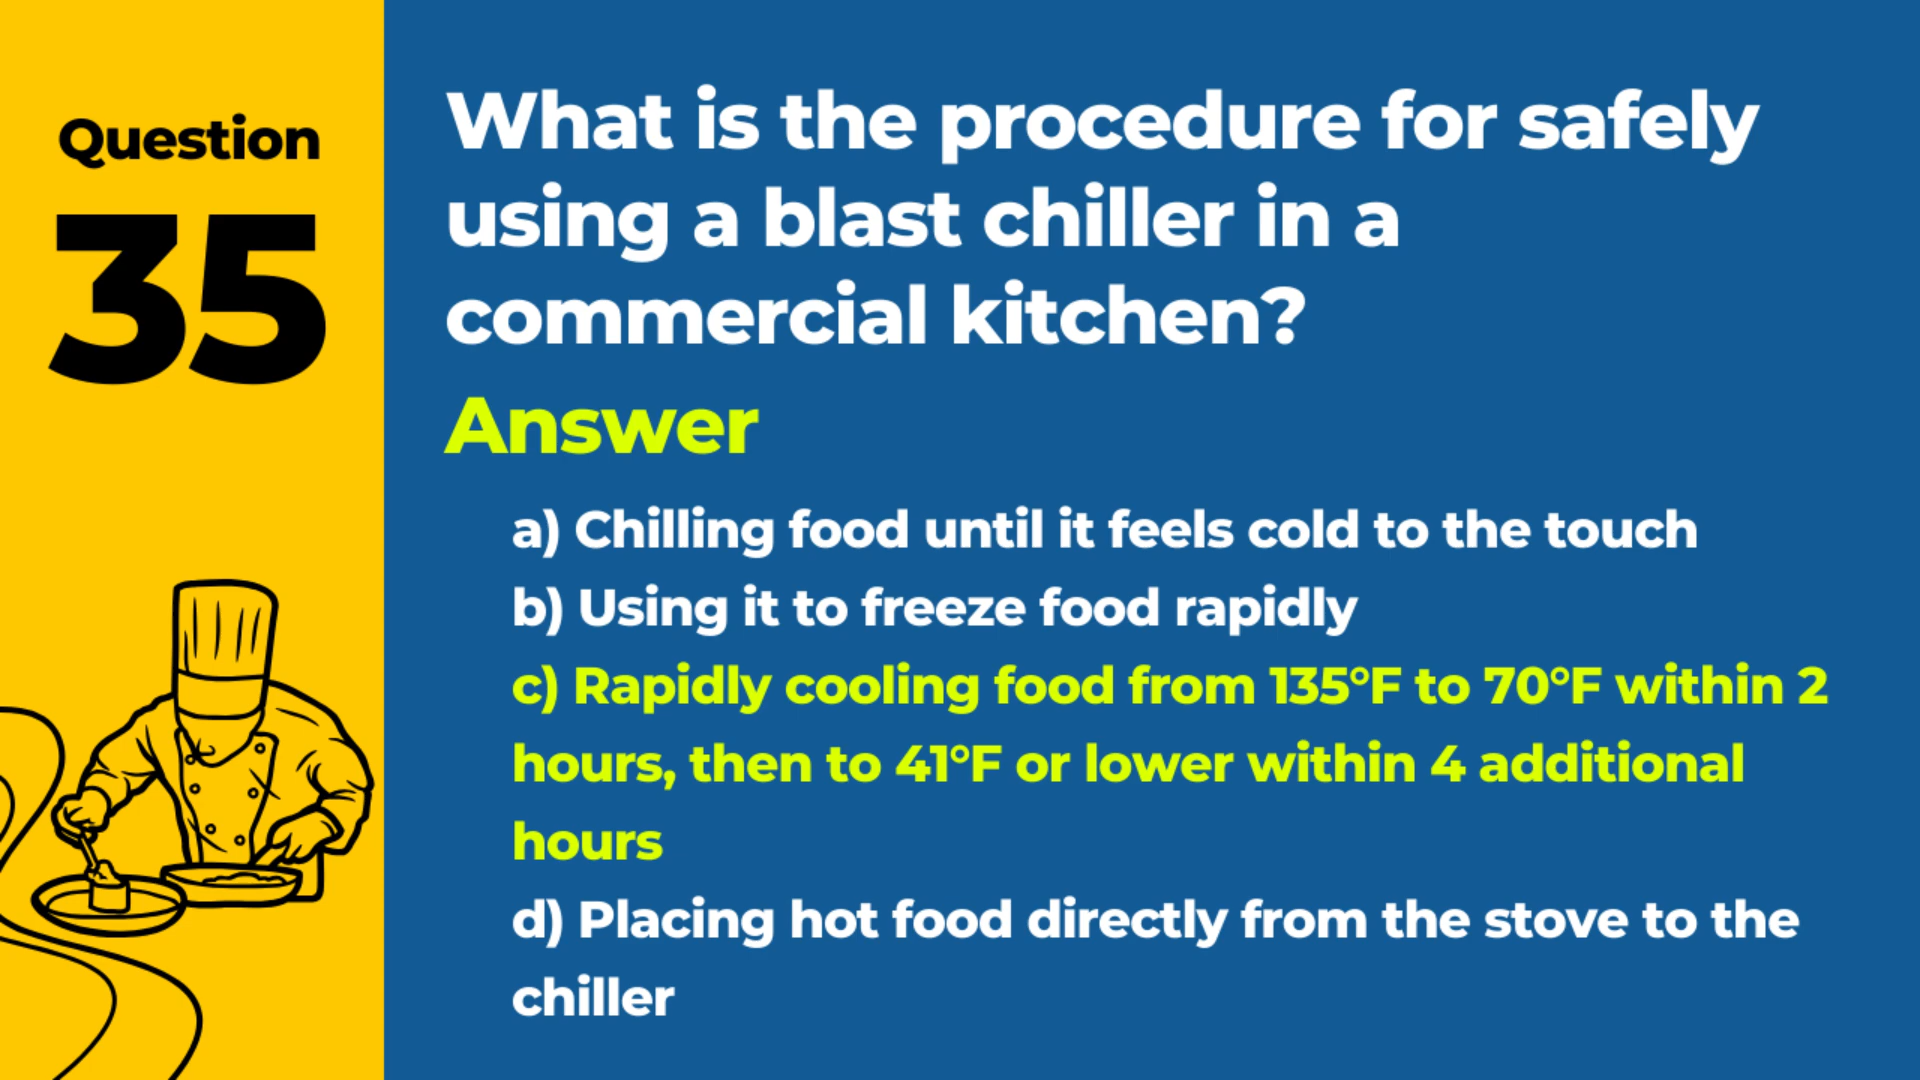 Question
35
What is the procedure for safely
using a blast chiller in a
commercial kitchen?
Answer
a) Chilling food until it feels cold to the touch
b) Using it to freeze food rapidly
c) Rapidly cooling food from 135°F to 70°F within 2
hours, then to 41°F or lower within 4 additional
hours
d) Placing hot food directly from the stove to the
chiller